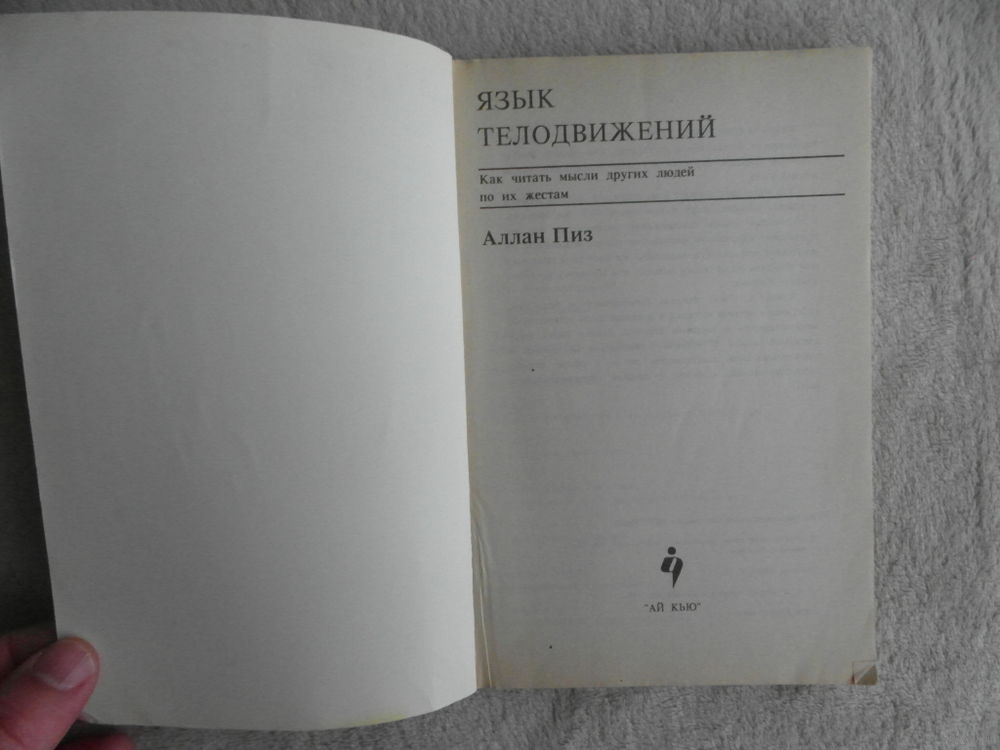 ЯЗЫК
ТЕЛОДВИЖЕНИЙ
Как читать мысли других людей
по их жестам
Аллан Пиз
"АЙ КЬЮ"